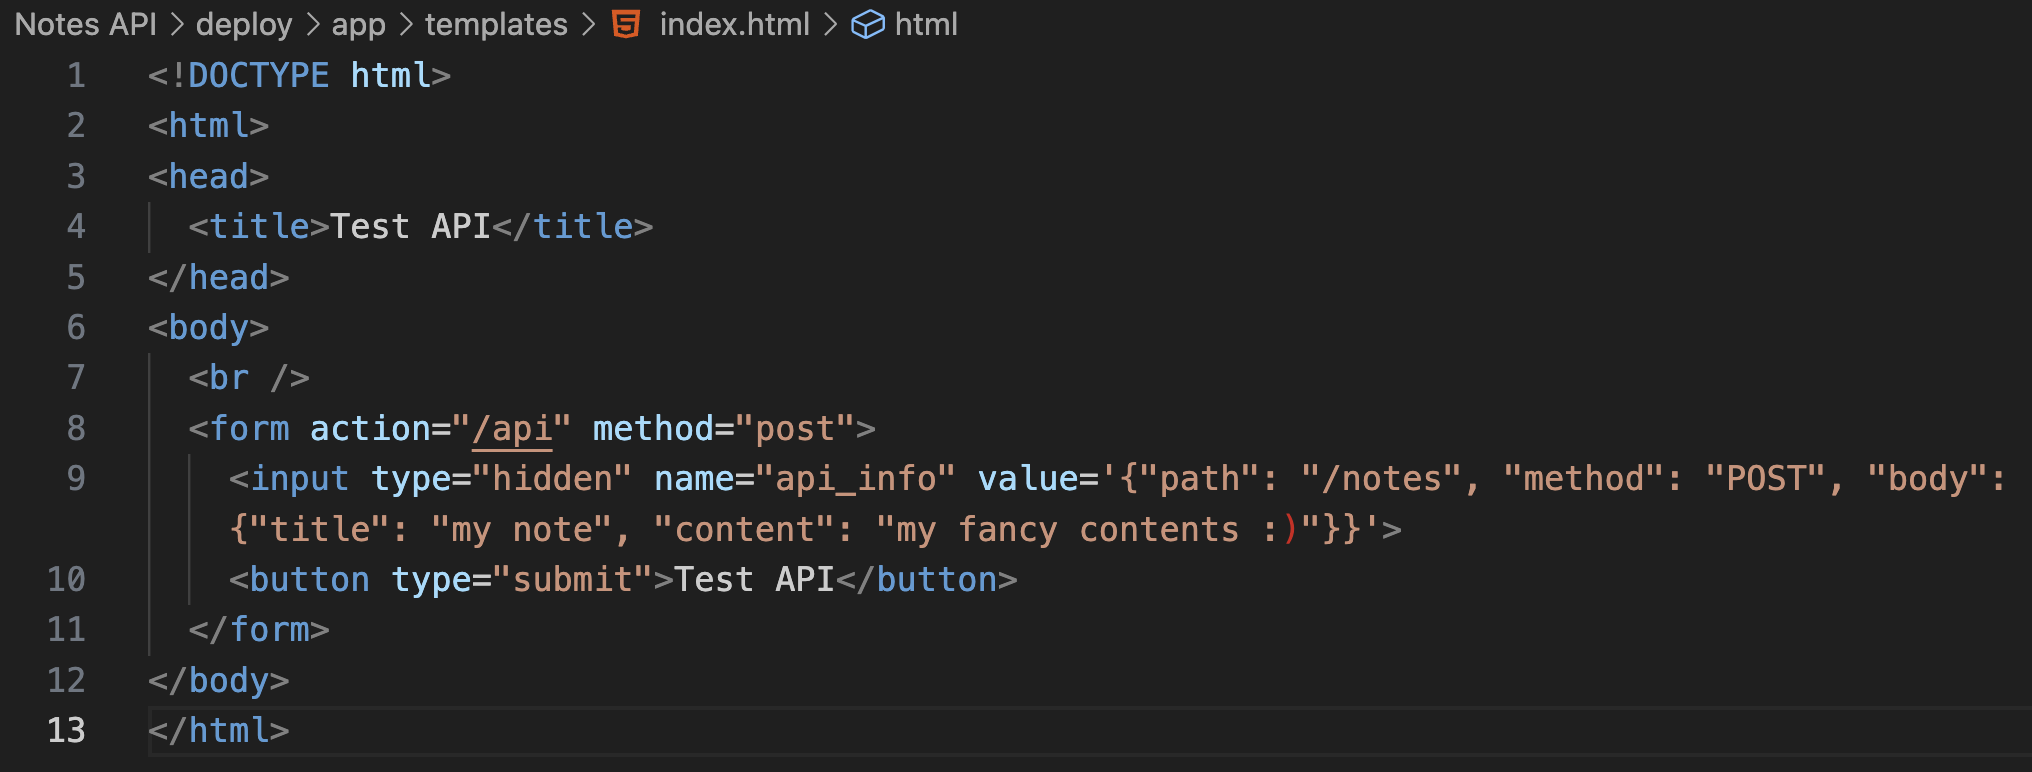 Notes API > deploy > app > templates > index.html > html
1 <!DOCTYPE html>
2 <html>
3 <head>
4   <title>Test API</title>
5 </head>
6 <body>
7   <br />
8   <form action="/api" method="post">
9     <input type="hidden" name="api_info" value='{"path": "/notes", "method": "POST", "body":
    {"title": "my note", "content": "my fancy contents :)"}}'>
10     <button type="submit">Test API</button>
11   </form>
12 </body>
13 </html>